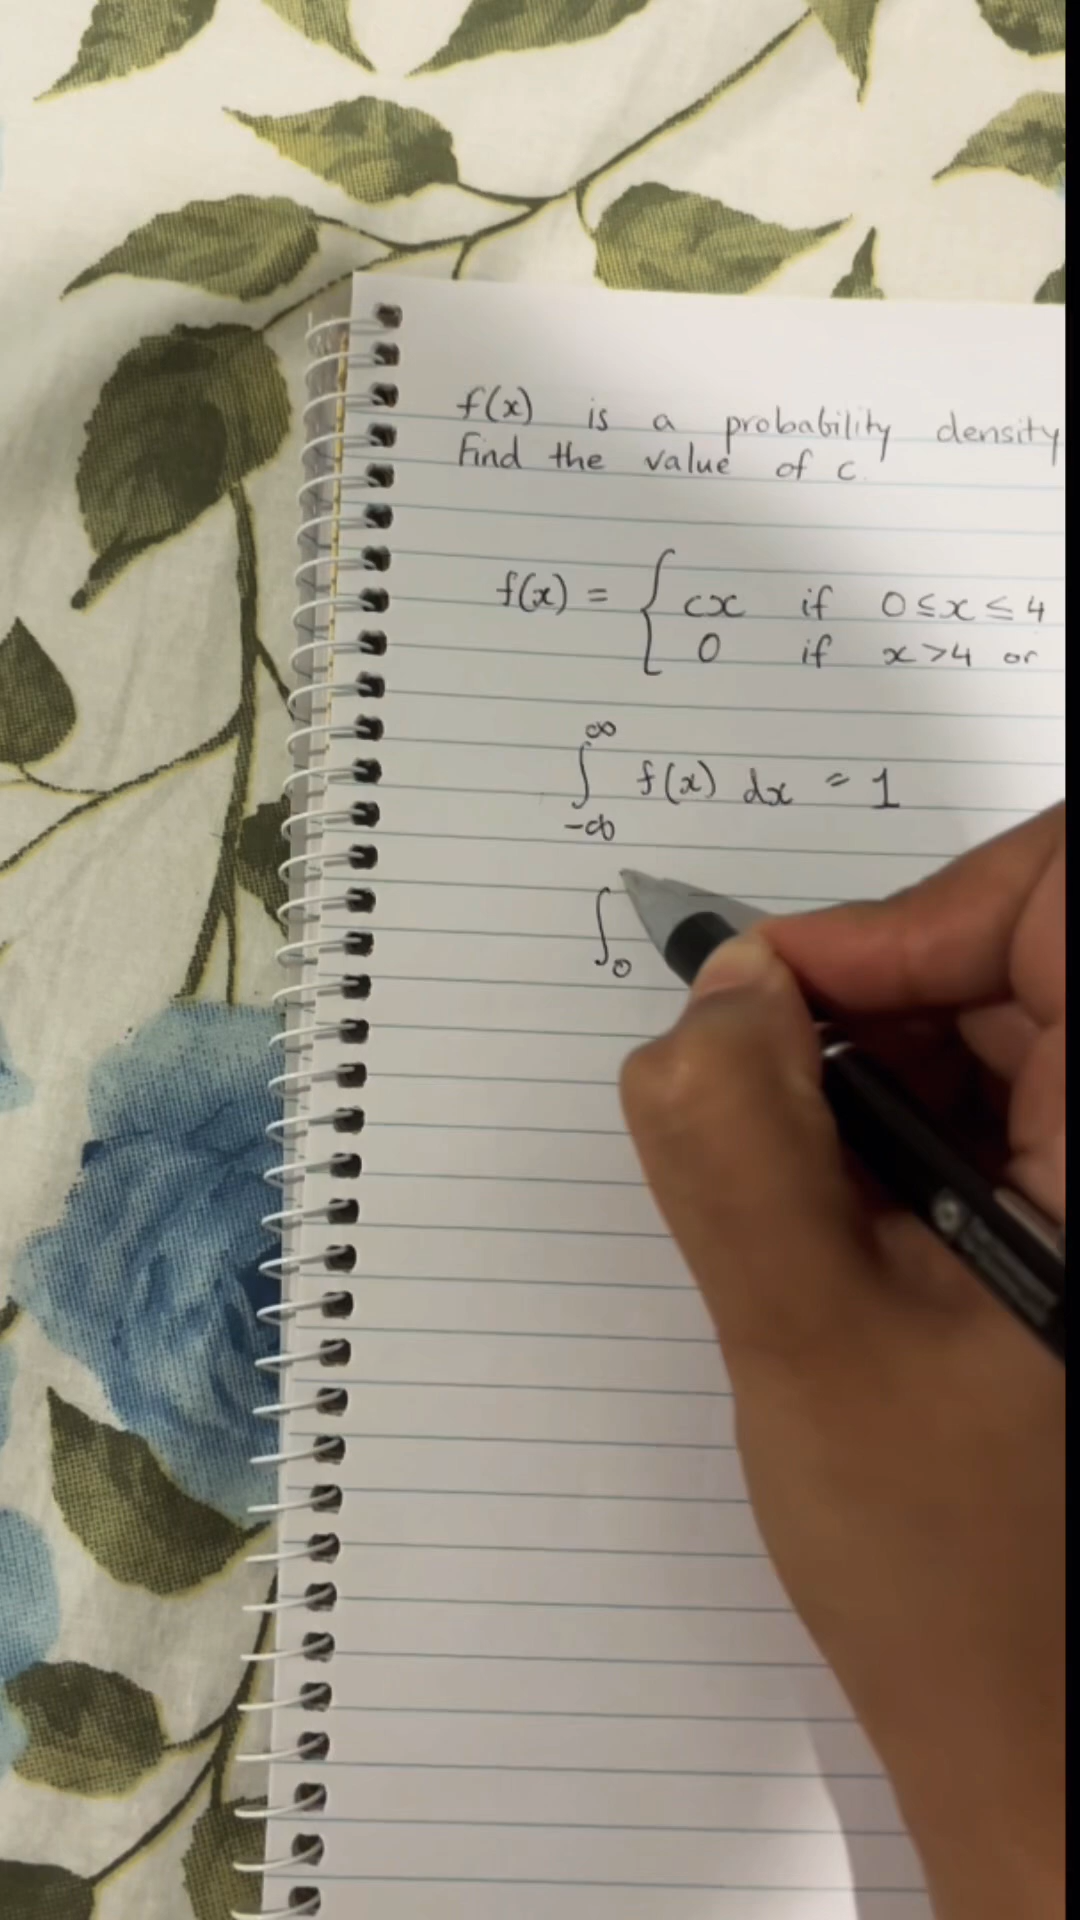 f(x) is a probability density
Find the value of c.
f(x) = { cx if 0 ≤ x ≤ 4
0 if x > 4 or
∫_{-∞}^{∞} f(x) dx = 1
∫_0